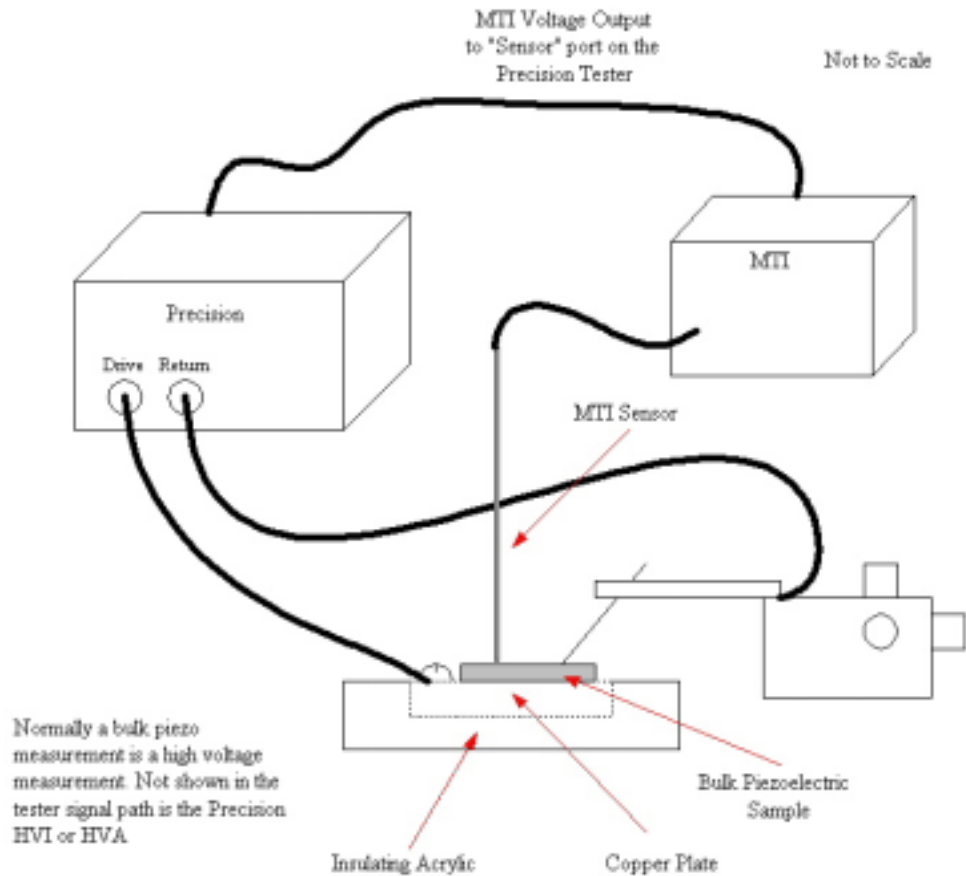 MTI Voltage Output
to "Sensor" port on the
Precision Tester
Not to Scale
MTI
Precision
Drive
Return
MTI Sensor
Normally a bulk piezo
measurement is a high voltage
measurement. Not shown in the
tester signal path is the Precision
HVI or HVA
Bulk Piezoelectric
Sample
Insulating Acrylic
Copper Plate